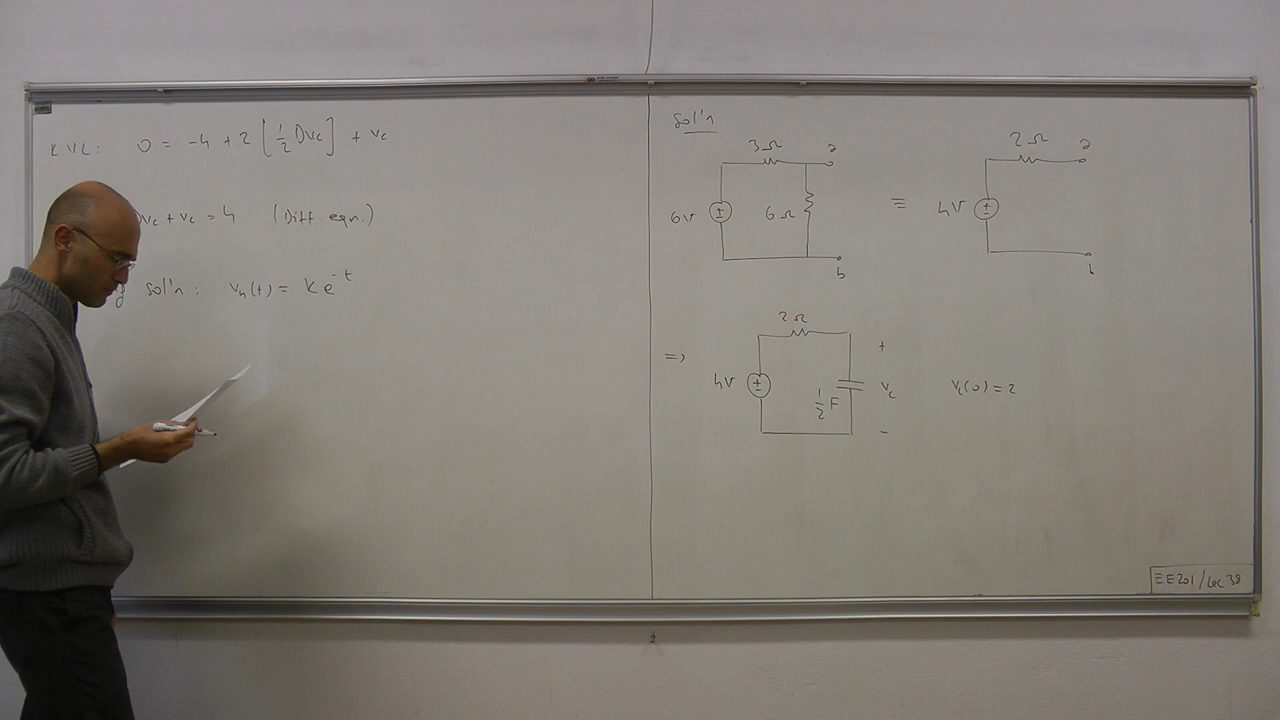 KVL: 0 = -4 + 2 [ 1/2 Dvc ] + vc
Dvc + vc = 4 (Diff eqn.)
sol'n: vh(t) = K e^-t
Sol'n
3Ω a
6V ± 6Ω
b
≡
2Ω a
4V ±
b
=>
2Ω
4V ± 1/2 F
+
vc
-
vc(0) = 2
EE201/Lec 38